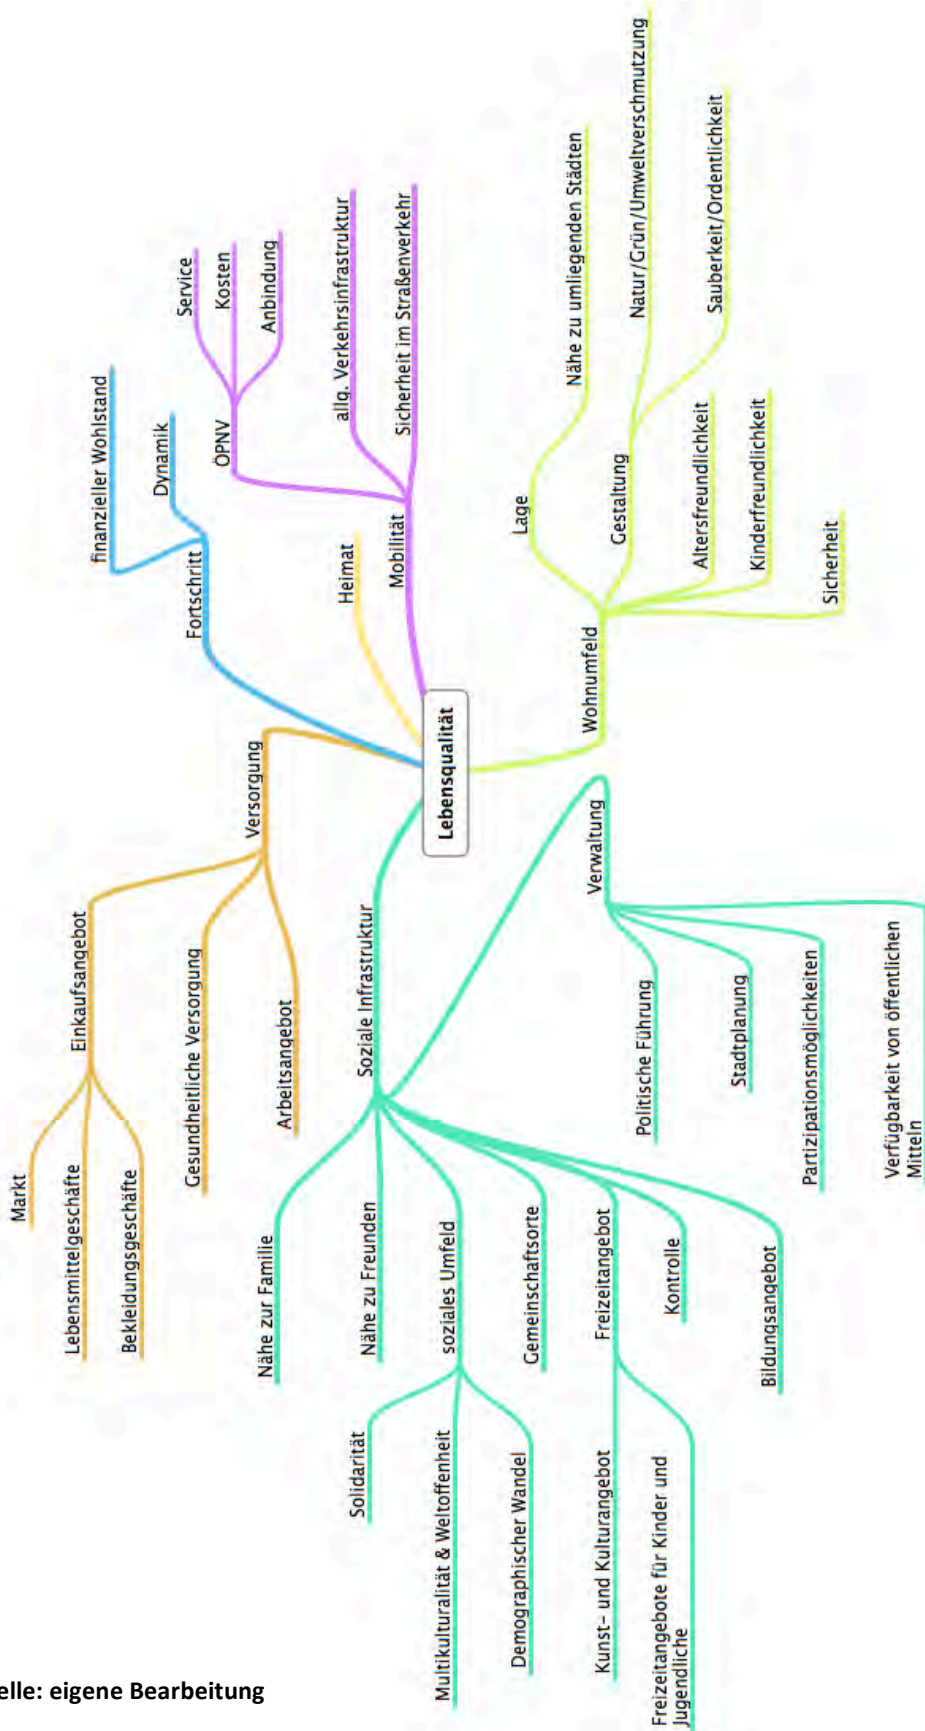 Markt
Lebensmittelgeschäfte
Bekleidungsgeschäfte
Einkaufsangebot
Gesundheitliche Versorgung
Arbeitsangebot
Versorgung
finanzieller Wohlstand
Dynamik
Fortschritt
Heimat
Service
Kosten
Anbindung
ÖPNV
allg. Verkehrsinfrastruktur
Sicherheit im Straßenverkehr
Mobilität
Lebensqualität
Soziale Infrastruktur
Nähe zur Familie
Nähe zu Freunden
soziales Umfeld
Solidarität
Multikulturalität & Weltoffenheit
Demographischer Wandel
Gemeinschaftsorte
Freizeitangebot
Kunst- und Kulturangebot
Freizeitangebote für Kinder und
Jugendliche
Kontrolle
Bildungsangebot
Verwaltung
Politische Führung
Stadtplanung
Partizipationsmöglichkeiten
Verfügbarkeit von öffentlichen
Mitteln
Wohnumfeld
Lage
Nähe zu umliegenden Städten
Gestaltung
Natur/Grün/Umweltverschmutzung
Sauberkeit/Ordentlichkeit
Altersfreundlichkeit
Kinderfreundlichkeit
Sicherheit
elle: eigene Bearbeitung